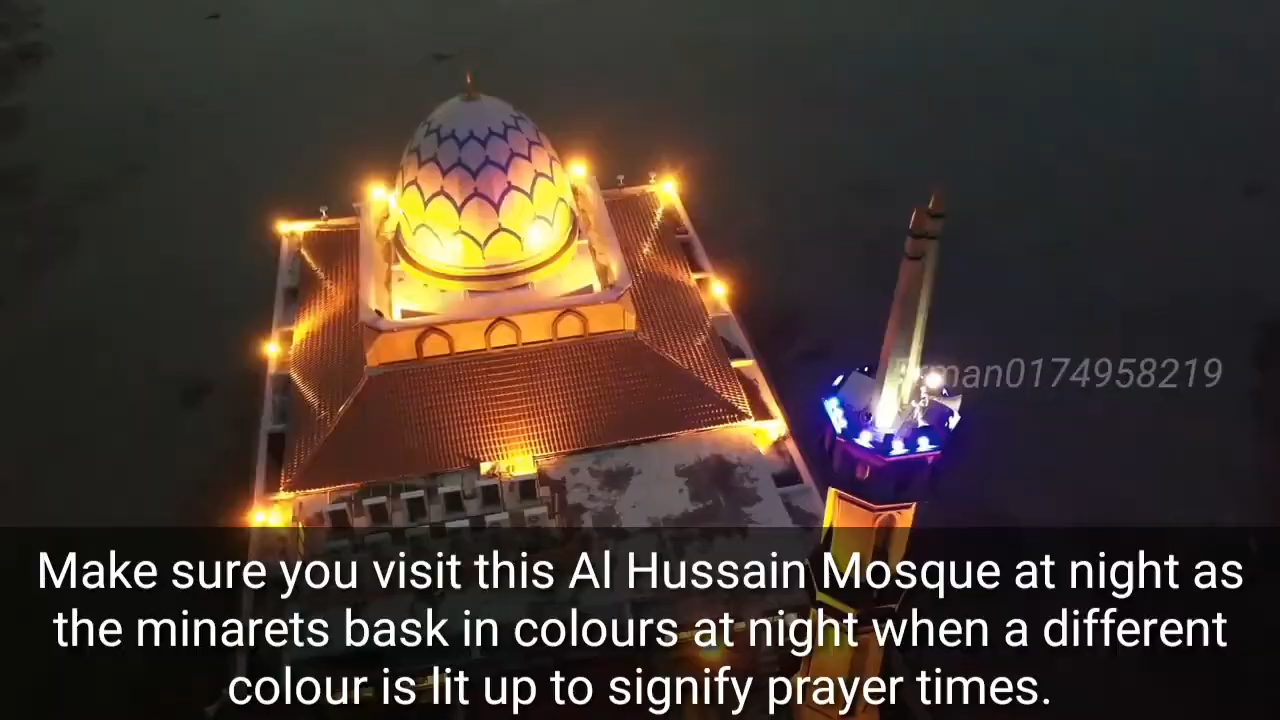 man0174958219
Make sure you visit this Al Hussain Mosque at night as
the minarets bask in colours at night when a different
colour is lit up to signify prayer times.